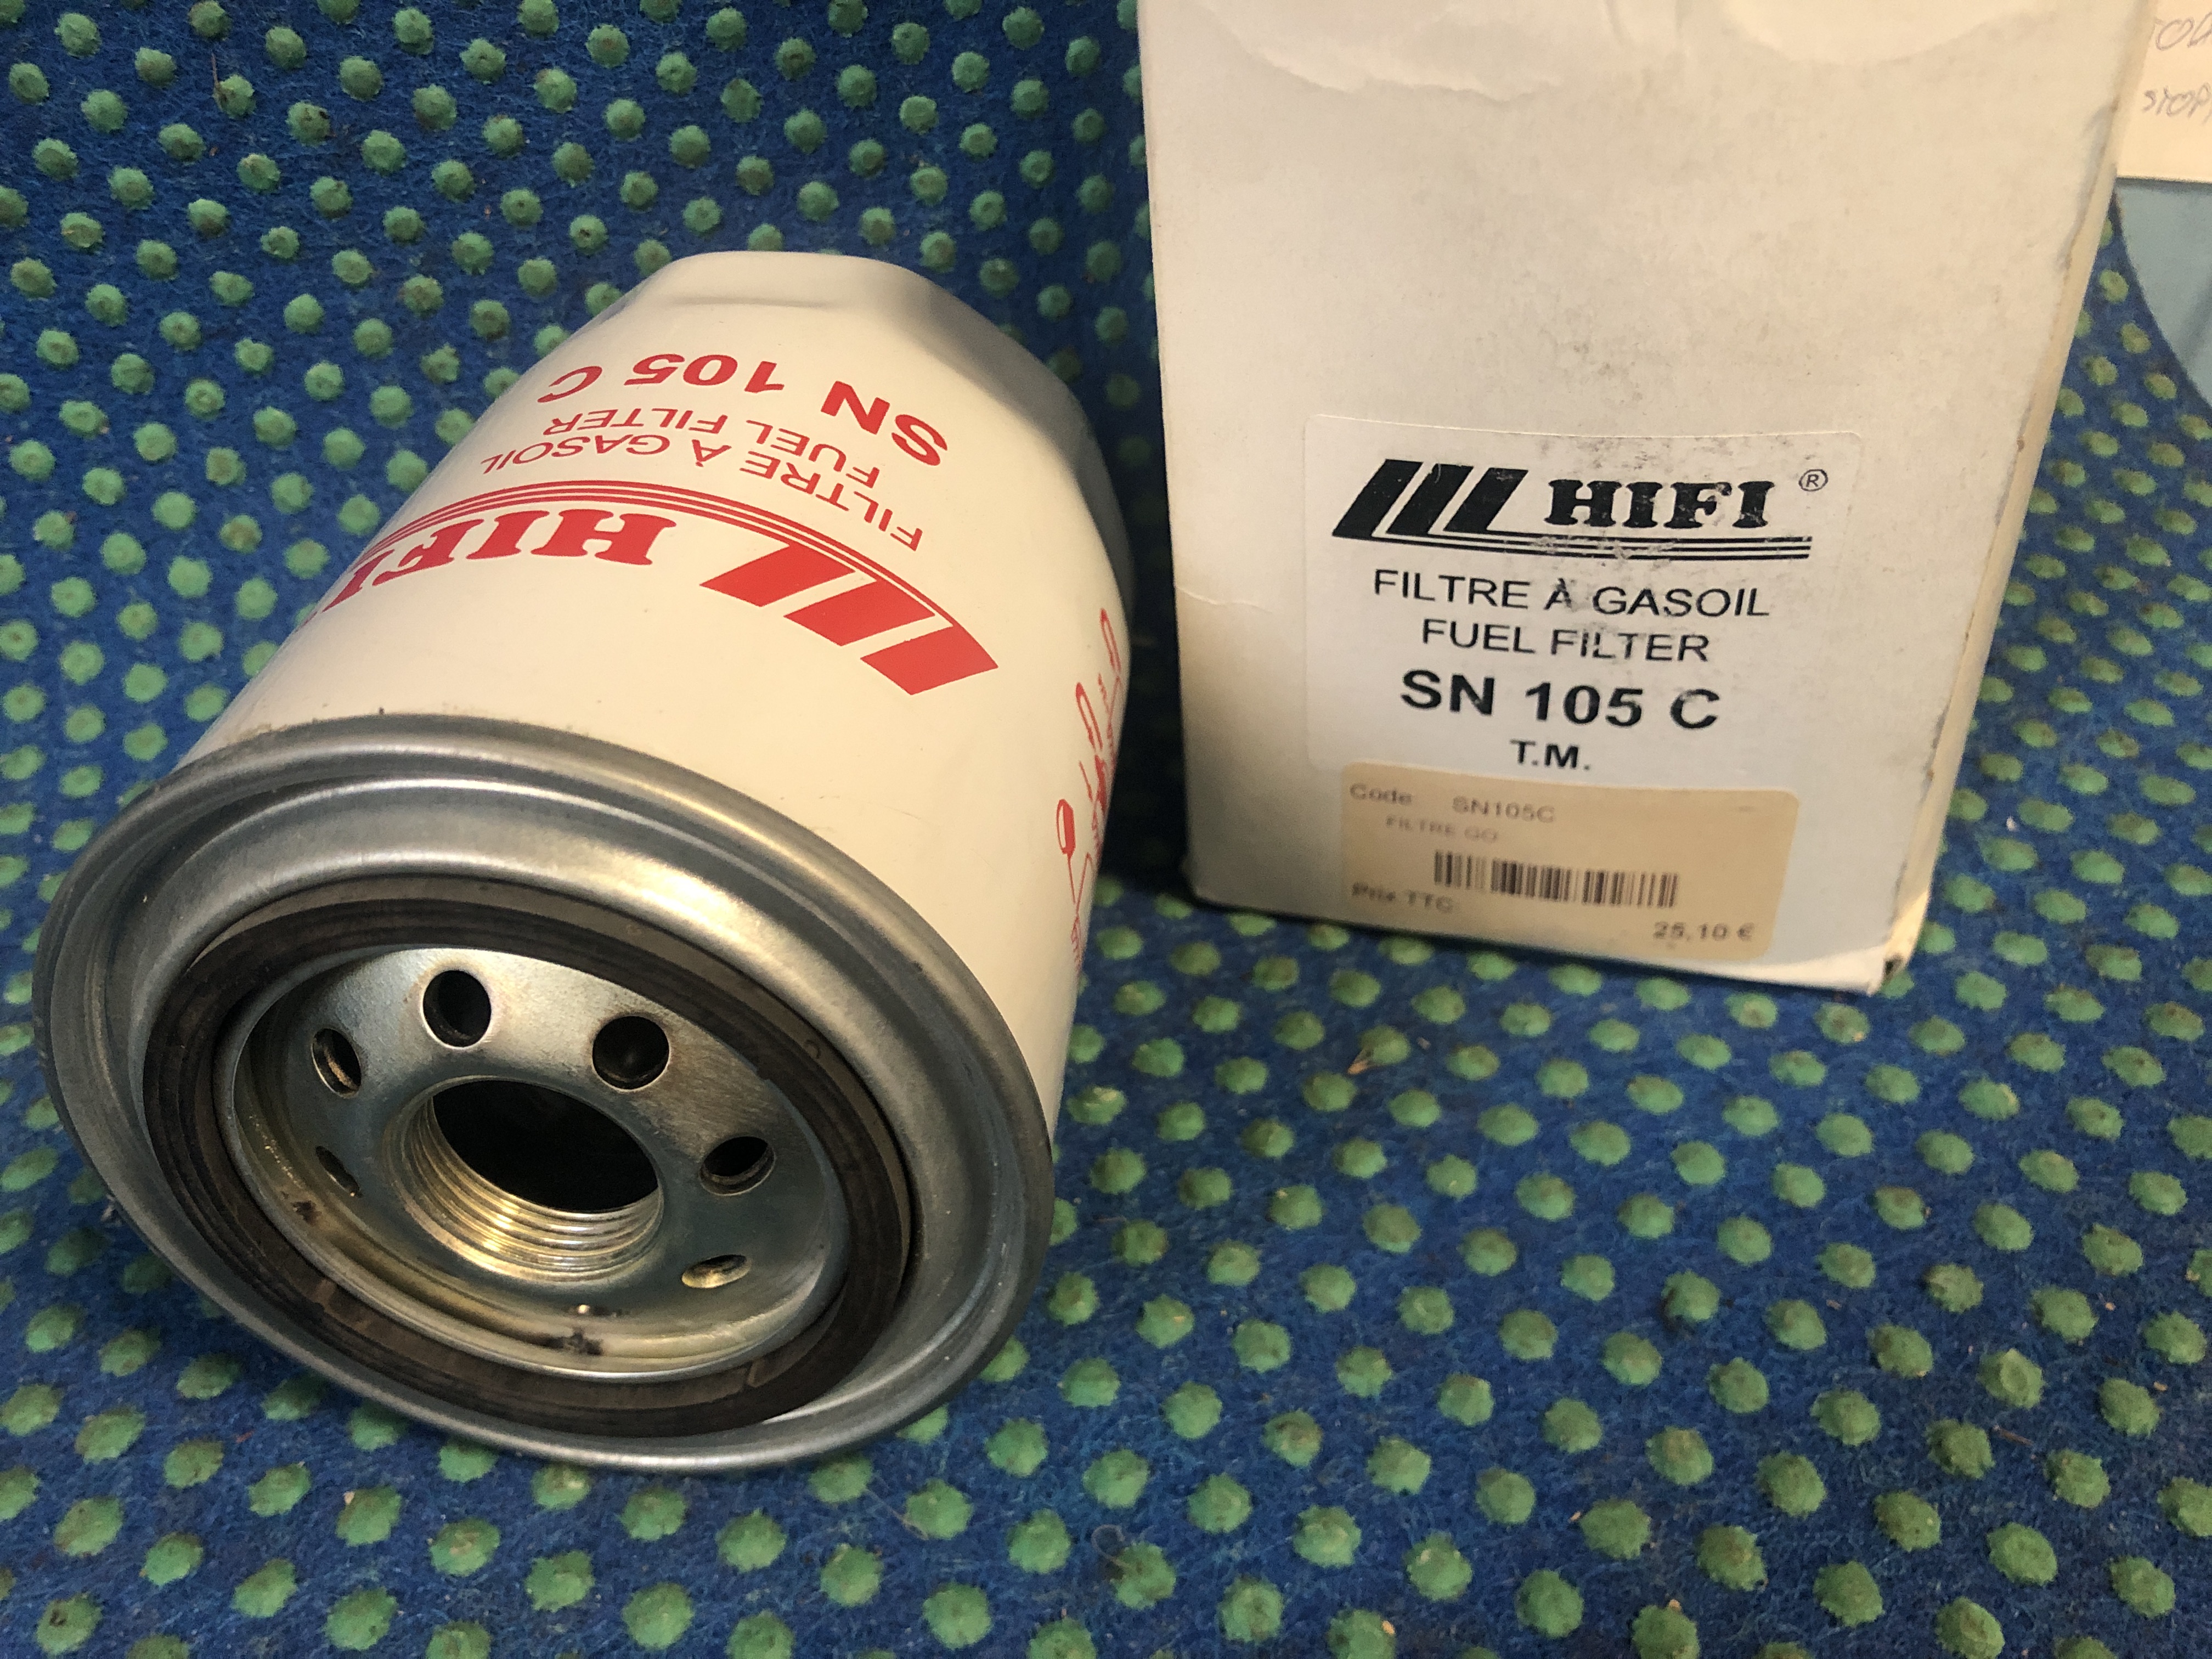 SN 105 C
FUEL FILTER
FILTRE À GASOIL
HIFI
HIFI ®
FILTRE À GASOIL
FUEL FILTER
SN 105 C
T.M.
Code SN105C
FILTRE GO
Prix TTC
25,10 €